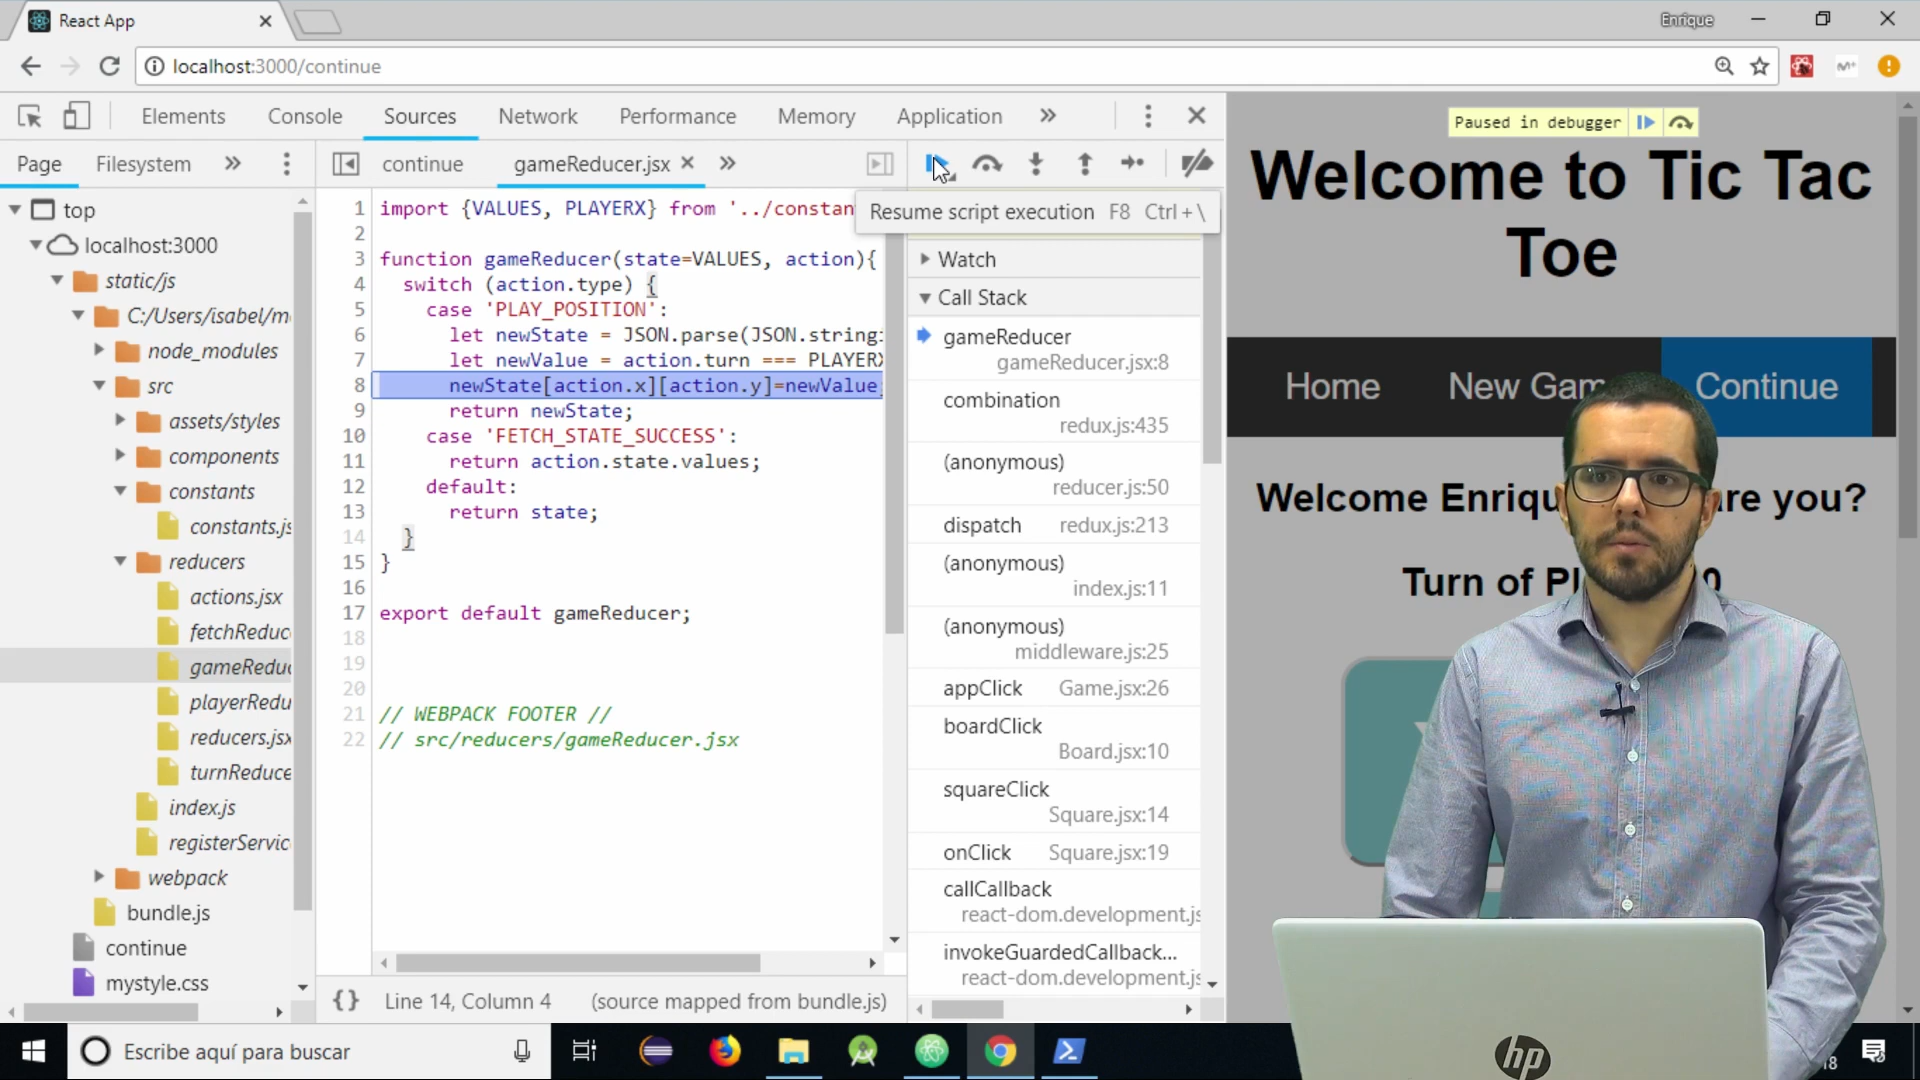 React App
Enrique
localhost:3000/continue
Elements Console Sources Network Performance Memory Application
Page Filesystem
continue gameReducer.jsx
Resume script execution F8 Ctrl+\
top
localhost:3000
static/js
C:/Users/isabel/m
node_modules
src
assets/styles
components
constants
constants.js
reducers
actions.jsx
fetchReduc
gameReduc
playerRedu
reducers.jsx
turnReduce
index.js
registerServic
webpack
bundle.js
continue
mystyle.css
1 import {VALUES, PLAYERX} from '../constan
2
3 function gameReducer(state=VALUES, action){
4 switch (action.type) {
5 case 'PLAY_POSITION':
6 let newState = JSON.parse(JSON.string
7 let newValue = action.turn === PLAYERX
8 newState[action.x][action.y]=newValue;
9 return newState;
10 case 'FETCH_STATE_SUCCESS':
11 return action.state.values;
12 default:
13 return state;
14 }
15 }
16
17 export default gameReducer;
18
19
20
21 // WEBPACK FOOTER //
22 // src/reducers/gameReducer.jsx
{} Line 14, Column 4 (source mapped from bundle.js)
Watch
Call Stack
gameReducer
gameReducer.jsx:8
combination
redux.js:435
(anonymous)
reducer.js:50
dispatch redux.js:213
(anonymous)
index.js:11
(anonymous)
middleware.js:25
appClick Game.jsx:26
boardClick
Board.jsx:10
squareClick
Square.jsx:14
onClick Square.jsx:19
callCallback
react-dom.development.js
invokeGuardedCallback...
react-dom.development.js
Paused in debugger
Welcome to Tic Tac
Toe
Home New Gam Continue
Welcome Enriqu are you?
Turn of Pl 0
Escribe aquí para buscar
hp
18